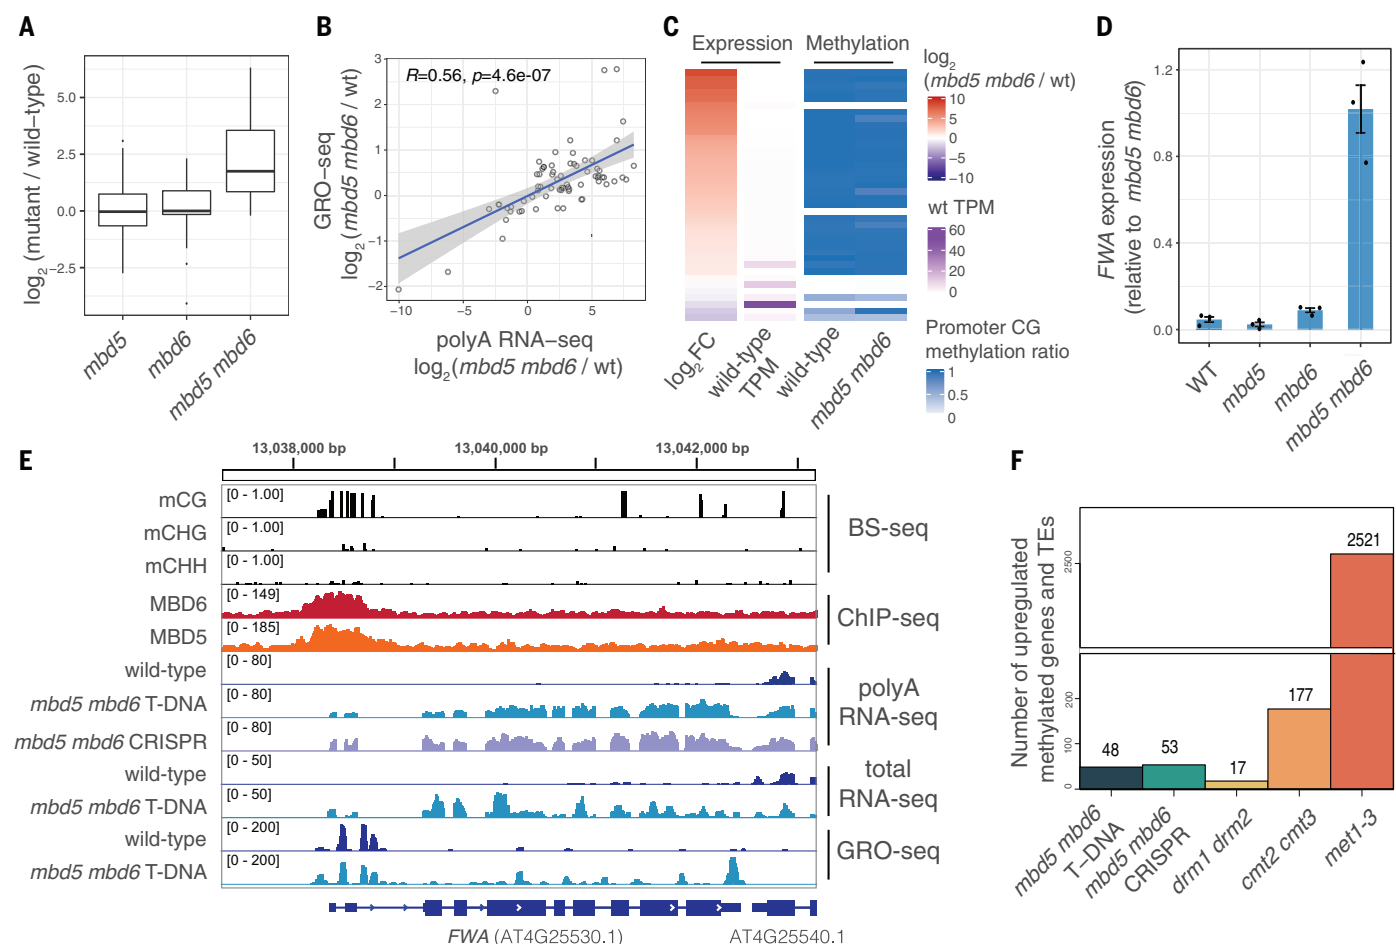 A
log2 (mutant / wild−type)
5.0
2.5
0.0
−2.5
mbd5
mbd6
mbd5 mbd6
B
GRO−seq
log2 (mbd5 mbd6 / wt)
3
2
1
0
−1
−2
R=0.56, p=4.6e-07
−10
−5
0
5
polyA RNA−seq
log2(mbd5 mbd6 / wt)
C
Expression
Methylation
log2FC
wild-type
TPM
wild-type
mbd5 mbd6
log2
(mbd5 mbd6 / wt)
10
5
0
−5
−10
wt TPM
60
40
20
0
Promoter CG
methylation ratio
1
0.5
0
D
FWA expression
(relative to mbd5 mbd6)
1.2
0.8
0.4
0.0
WT
mbd5
mbd6
mbd5 mbd6
E
13,038,000 bp
13,040,000 bp
13,042,000 bp
mCG
[0 - 1.00]
mCHG
[0 - 1.00]
mCHH
[0 - 1.00]
BS-seq
MBD6
[0 - 149]
MBD5
[0 - 185]
ChIP-seq
wild-type
[0 - 80]
mbd5 mbd6 T-DNA
[0 - 80]
mbd5 mbd6 CRISPR
[0 - 80]
polyA
RNA-seq
wild-type
[0 - 50]
mbd5 mbd6 T-DNA
[0 - 50]
total
RNA-seq
wild-type
[0 - 200]
mbd5 mbd6 T-DNA
[0 - 200]
GRO-seq
FWA (AT4G25530.1)
AT4G25540.1
F
Number of upregulated
methylated genes and TEs
2500
200
100
0
48
53
17
177
2521
mbd5 mbd6
T−DNA
mbd5 mbd6
CRISPR
drm1 drm2
cmt2 cmt3
met1-3